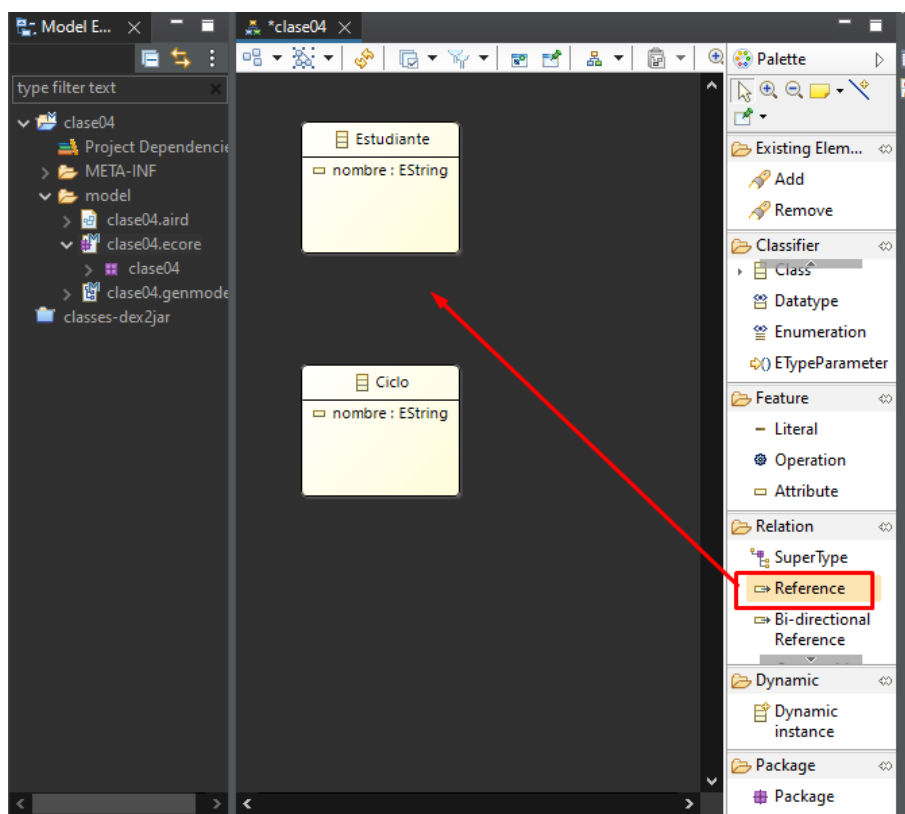 Model E...
*clase04
type filter text
Palette
clase04
Project Dependencie
META-INF
model
clase04.aird
clase04.ecore
clase04
clase04.genmode
classes-dex2jar
Estudiante
nombre : EString
Ciclo
nombre : EString
Existing Elem...
Add
Remove
Classifier
Class
Datatype
Enumeration
ETypeParameter
Feature
Literal
Operation
Attribute
Relation
SuperType
Reference
Bi-directional
Reference
Dynamic
Dynamic
instance
Package
Package